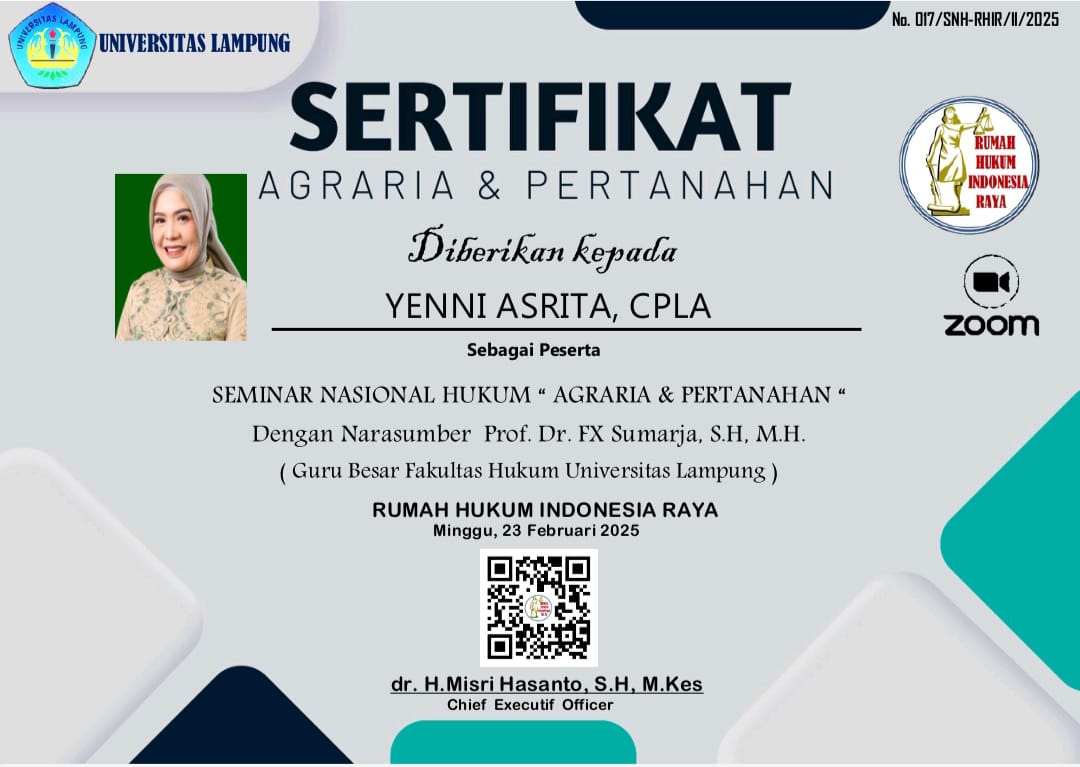 UNIVERSITAS LAMPUNG
UNIVERSITAS LAMPUNG
No. 017/SNH-RHIR/II/2025
SERTIFIKAT
AGRARIA & PERTANAHAN
RUMAH
HUKUM
INDONESIA
RAYA
Diberikan kepada
zoom
YENNI ASRITA, CPLA
Sebagai Peserta
SEMINAR NASIONAL HUKUM “ AGRARIA & PERTANAHAN “
Dengan Narasumber Prof. Dr. FX Sumarja, S.H, M.H.
( Guru Besar Fakultas Hukum Universitas Lampung )
RUMAH HUKUM INDONESIA RAYA
Minggu, 23 Februari 2025
dr. H.Misri Hasanto, S.H, M.Kes
Chief Executif Officer